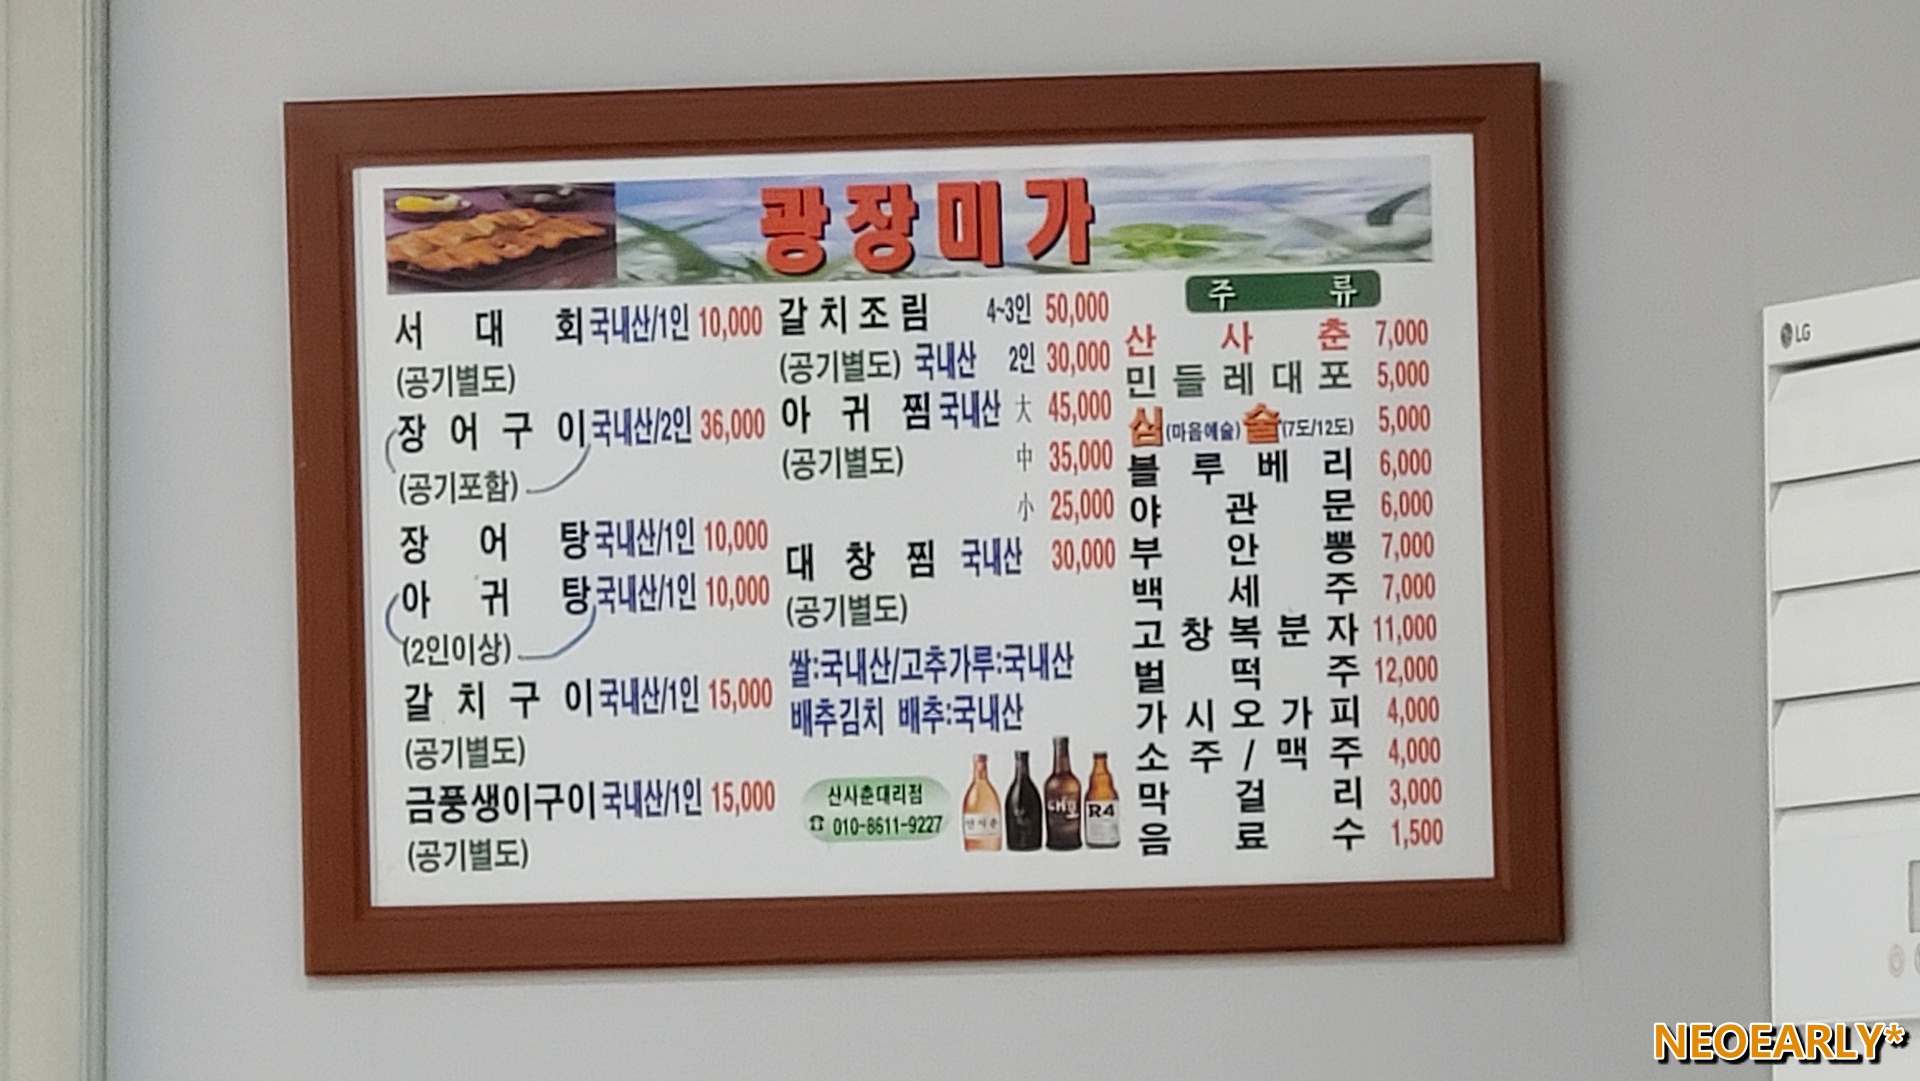 광장미가
서대회 국내산/1인 10,000
(공기별도)
장어구이 국내산/2인 36,000
(공기포함)
장어탕 국내산/1인 10,000
아귀탕 국내산/1인 10,000
(2인이상)
갈치구이 국내산/1인 15,000
(공기별도)
금풍생이구이 국내산/1인 15,000
(공기별도)
갈치조림 4~3인 50,000
(공기별도) 국내산 2인 30,000
아귀찜 국내산 大 45,000
(공기별도) 中 35,000
小 25,000
대창찜 국내산 30,000
(공기별도)
쌀:국내산/고추가루:국내산
배추김치 배추:국내산
산사춘대리점
☎ 010-8611-9227
대포
R4
주류
산사춘 7,000
민들레대포 5,000
심(마음에술)술(7도/12도) 5,000
블루베리 6,000
야관문 6,000
부안뽕 7,000
백세주 7,000
고창복분자 11,000
벌떡주 12,000
가시오가피 4,000
소주/맥주 4,000
막걸리 3,000
음료수 1,500
LG
NEOEARLY*